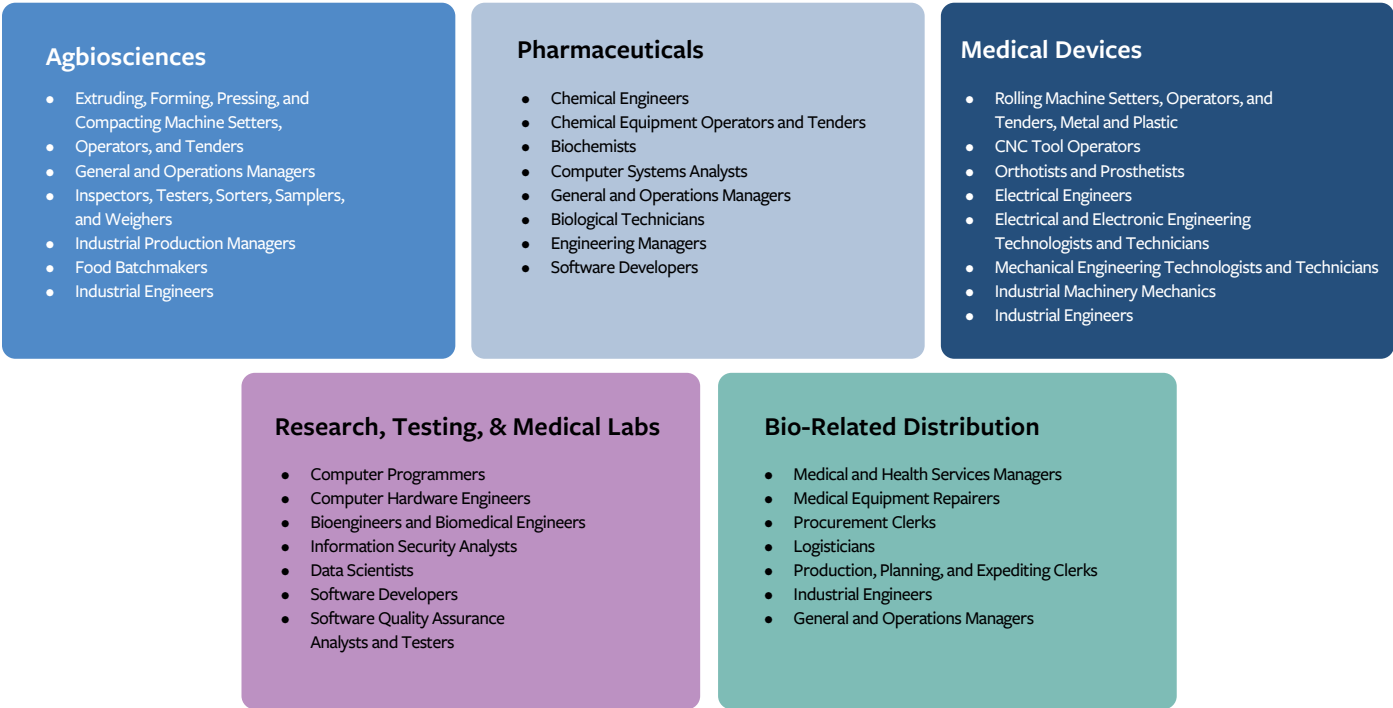 Agbiosciences
● Extruding, Forming, Pressing, and
Compacting Machine Setters,
● Operators, and Tenders
● General and Operations Managers
● Inspectors, Testers, Sorters, Samplers,
and Weighers
● Industrial Production Managers
● Food Batchmakers
● Industrial Engineers
Pharmaceuticals
● Chemical Engineers
● Chemical Equipment Operators and Tenders
● Biochemists
● Computer Systems Analysts
● General and Operations Managers
● Biological Technicians
● Engineering Managers
● Software Developers
Medical Devices
● Rolling Machine Setters, Operators, and
Tenders, Metal and Plastic
● CNC Tool Operators
● Orthotists and Prosthetists
● Electrical Engineers
● Electrical and Electronic Engineering
Technologists and Technicians
● Mechanical Engineering Technologists and Technicians
● Industrial Machinery Mechanics
● Industrial Engineers
Research, Testing, & Medical Labs
● Computer Programmers
● Computer Hardware Engineers
● Bioengineers and Biomedical Engineers
● Information Security Analysts
● Data Scientists
● Software Developers
● Software Quality Assurance
Analysts and Testers
Bio-Related Distribution
● Medical and Health Services Managers
● Medical Equipment Repairers
● Procurement Clerks
● Logisticians
● Production, Planning, and Expediting Clerks
● Industrial Engineers
● General and Operations Managers